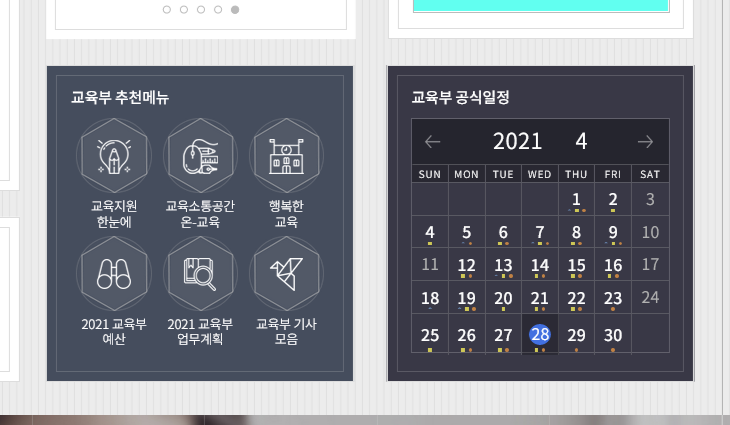 교육부 추천메뉴
교육지원
한눈에
교육소통공간
온-교육
행복한
교육
2021 교육부
예산
2021 교육부
업무계획
교육부 기사
모음
교육부 공식일정
2021 4
SUN MON TUE WED THU FRI SAT
1 2 3
4 5 6 7 8 9 10
11 12 13 14 15 16 17
18 19 20 21 22 23 24
25 26 27 28 29 30